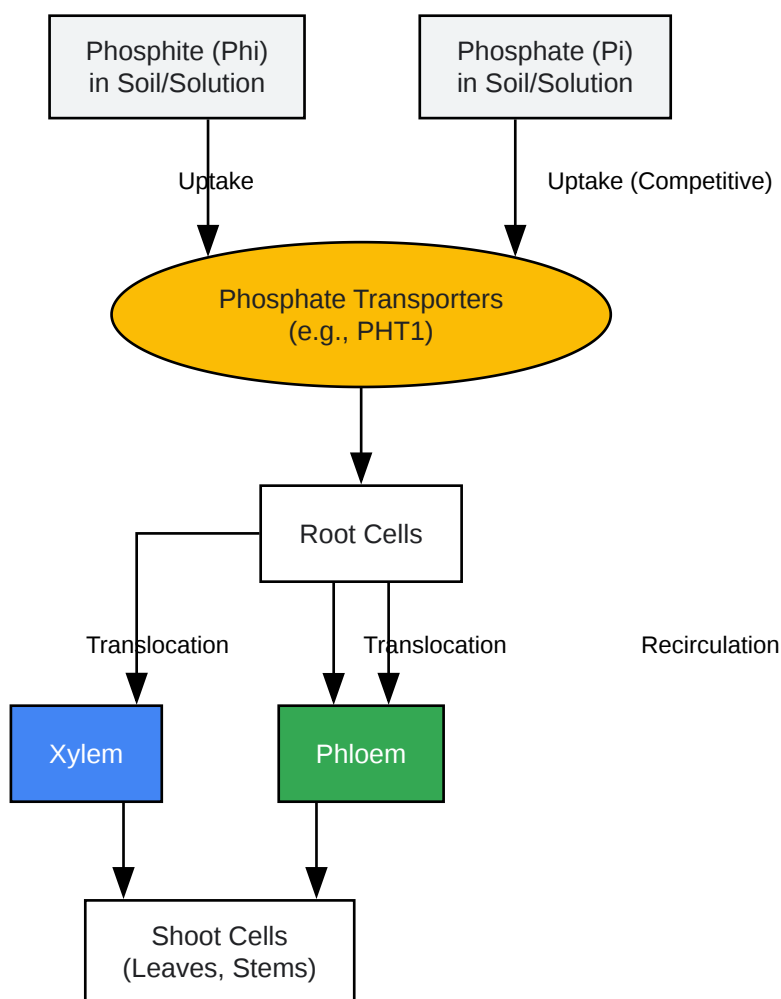 Phosphite (Phi)
in Soil/Solution
Phosphate (Pi)
in Soil/Solution
Uptake
Uptake (Competitive)
Phosphate Transporters
(e.g., PHT1)
Root Cells
Translocation
Translocation
Recirculation
Xylem
Phloem
Shoot Cells
(Leaves, Stems)